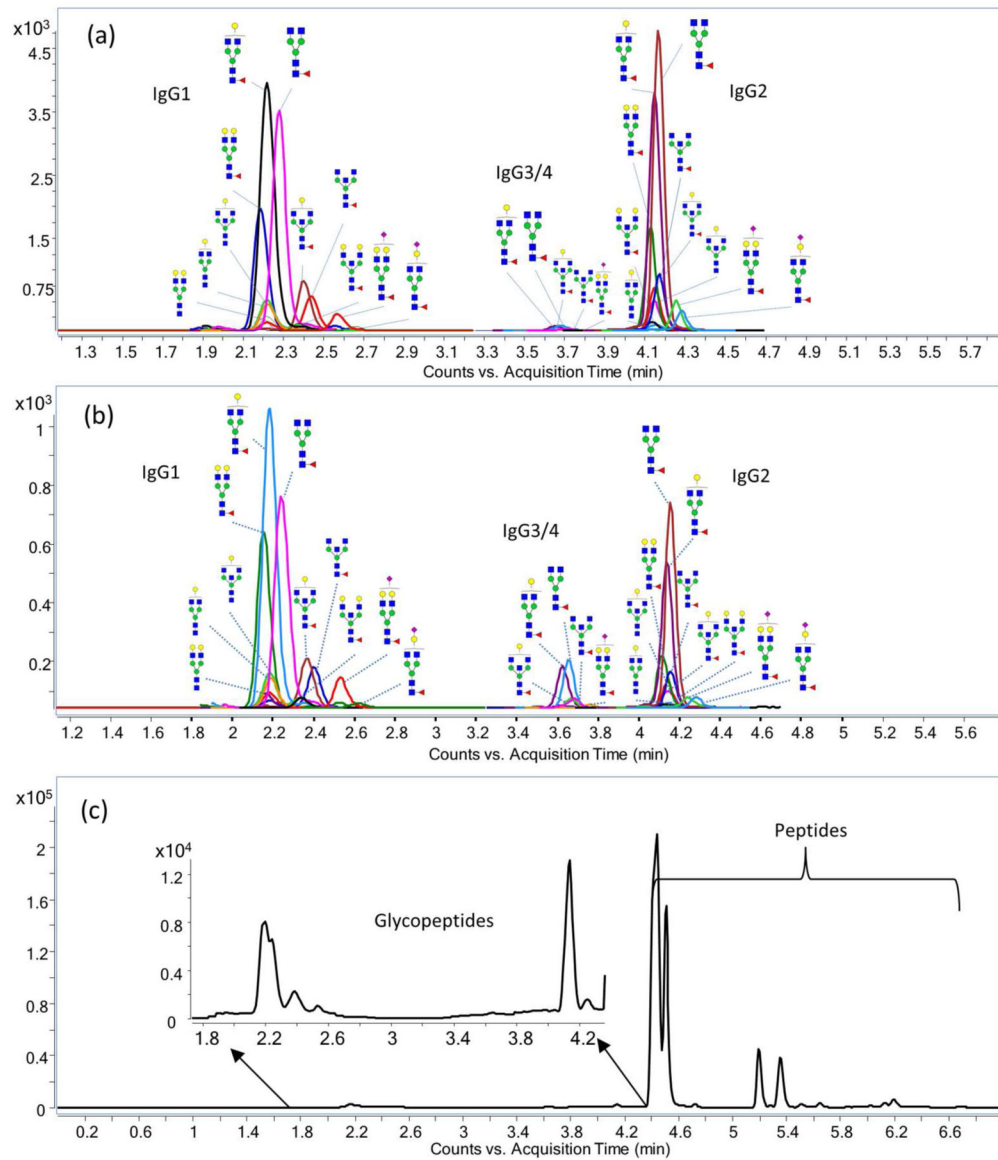 x10³
(a)
4.5
IgG1
IgG2
3.5
2.5
IgG3/4
1.5
0.75
1.3 1.5 1.7 1.9 2.1 2.3 2.5 2.7 2.9 3.1 3.3 3.5 3.7 3.9 4.1 4.3 4.5 4.7 4.9 5.1 5.3 5.5 5.7
Counts vs. Acquisition Time (min)
x10³
(b)
1
IgG1
IgG2
0.8
IgG3/4
0.6
0.4
0.2
1.2 1.4 1.6 1.8 2 2.2 2.4 2.6 2.8 3 3.2 3.4 3.6 3.8 4 4.2 4.4 4.6 4.8 5 5.2 5.4 5.6
Counts vs. Acquisition Time (min)
x10⁵
(c)
Peptides
2
x10⁴
1.6
1.2
Glycopeptides
1.2
0.8
0.8
0.4
0.4
0
1.8 2.2 2.6 3 3.4 3.8 4.2
0
0.2 0.6 1 1.4 1.8 2.2 2.6 3 3.4 3.8 4.2 4.6 5 5.4 5.8 6.2 6.6
Counts vs. Acquisition Time (min)